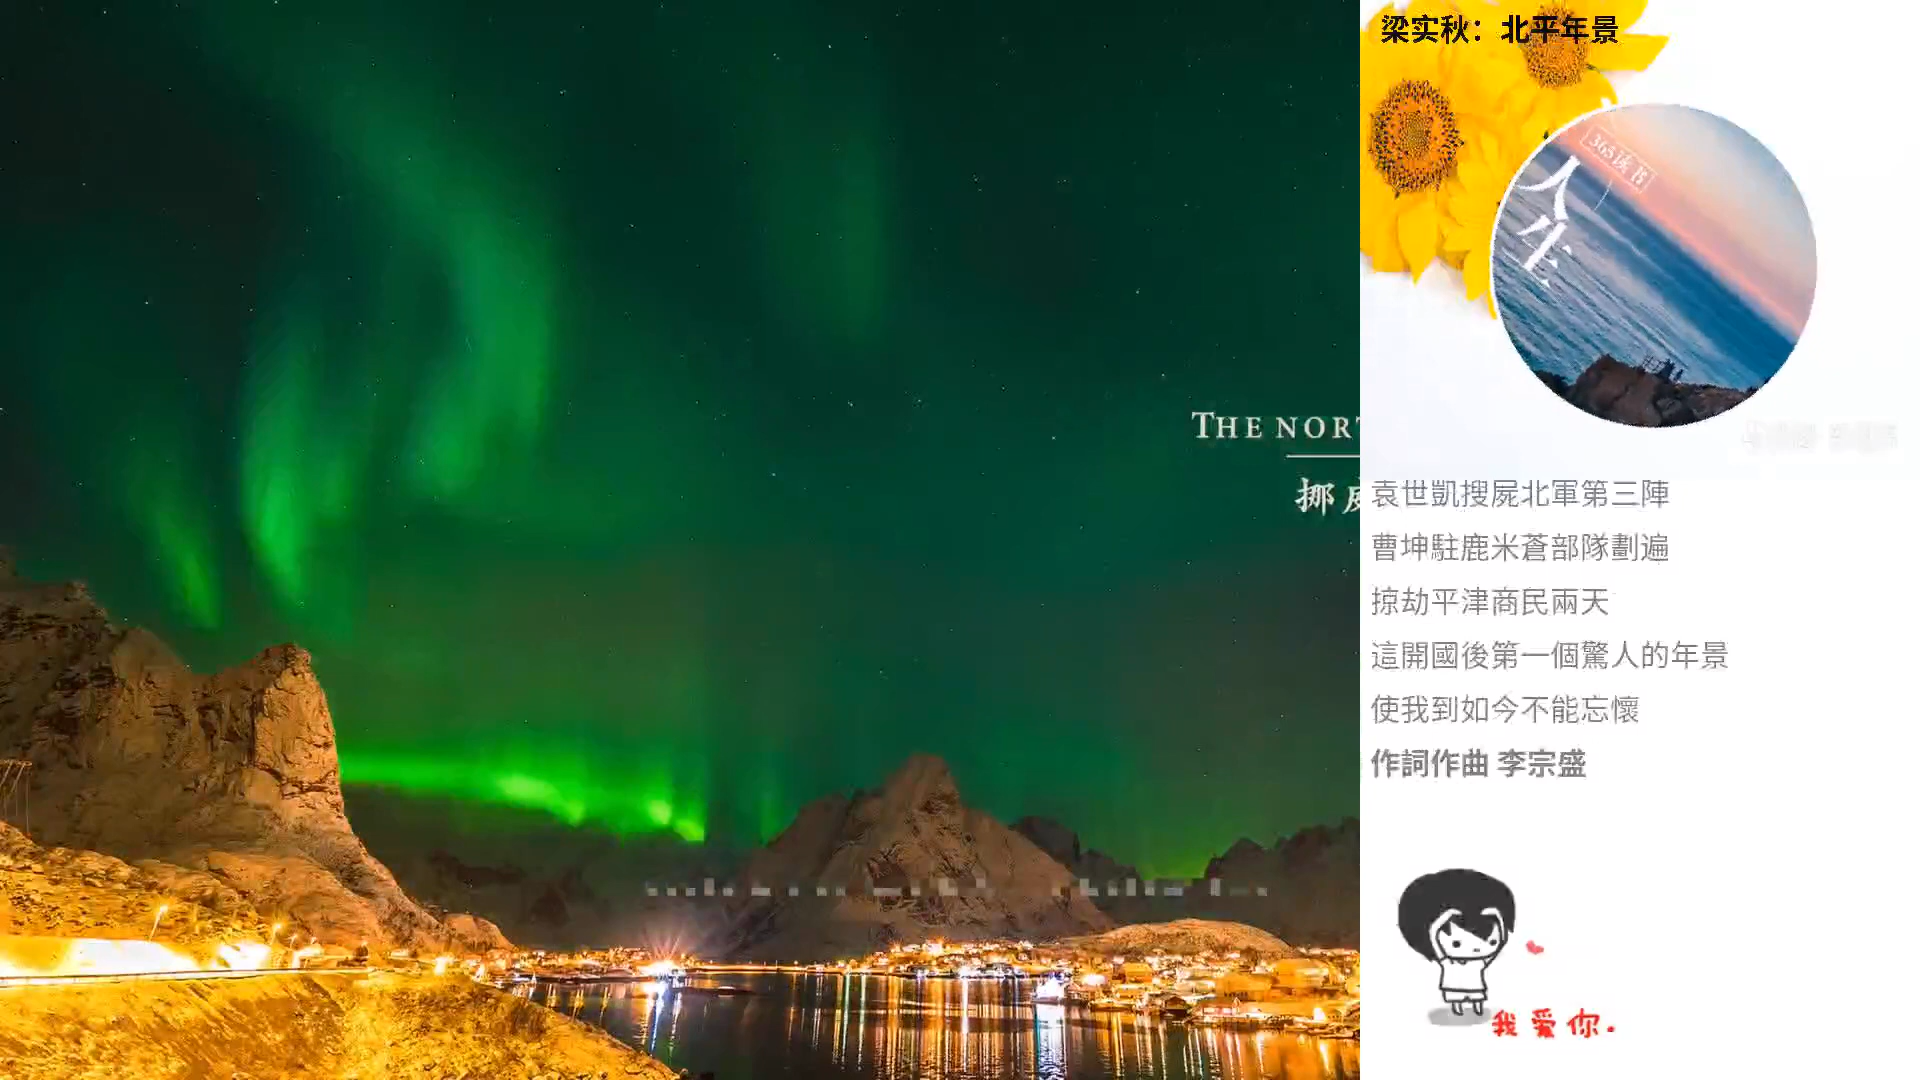 梁实秋：北平年景
365读书
人生
THE NOR
挪
袁世凱搜屍北軍第三陣
曹坤駐鹿米蒼部隊劃遍
掠劫平津商民兩天
這開國後第一個驚人的年景
使我到如今不能忘懷
作詞作曲 李宗盛
我爱你.